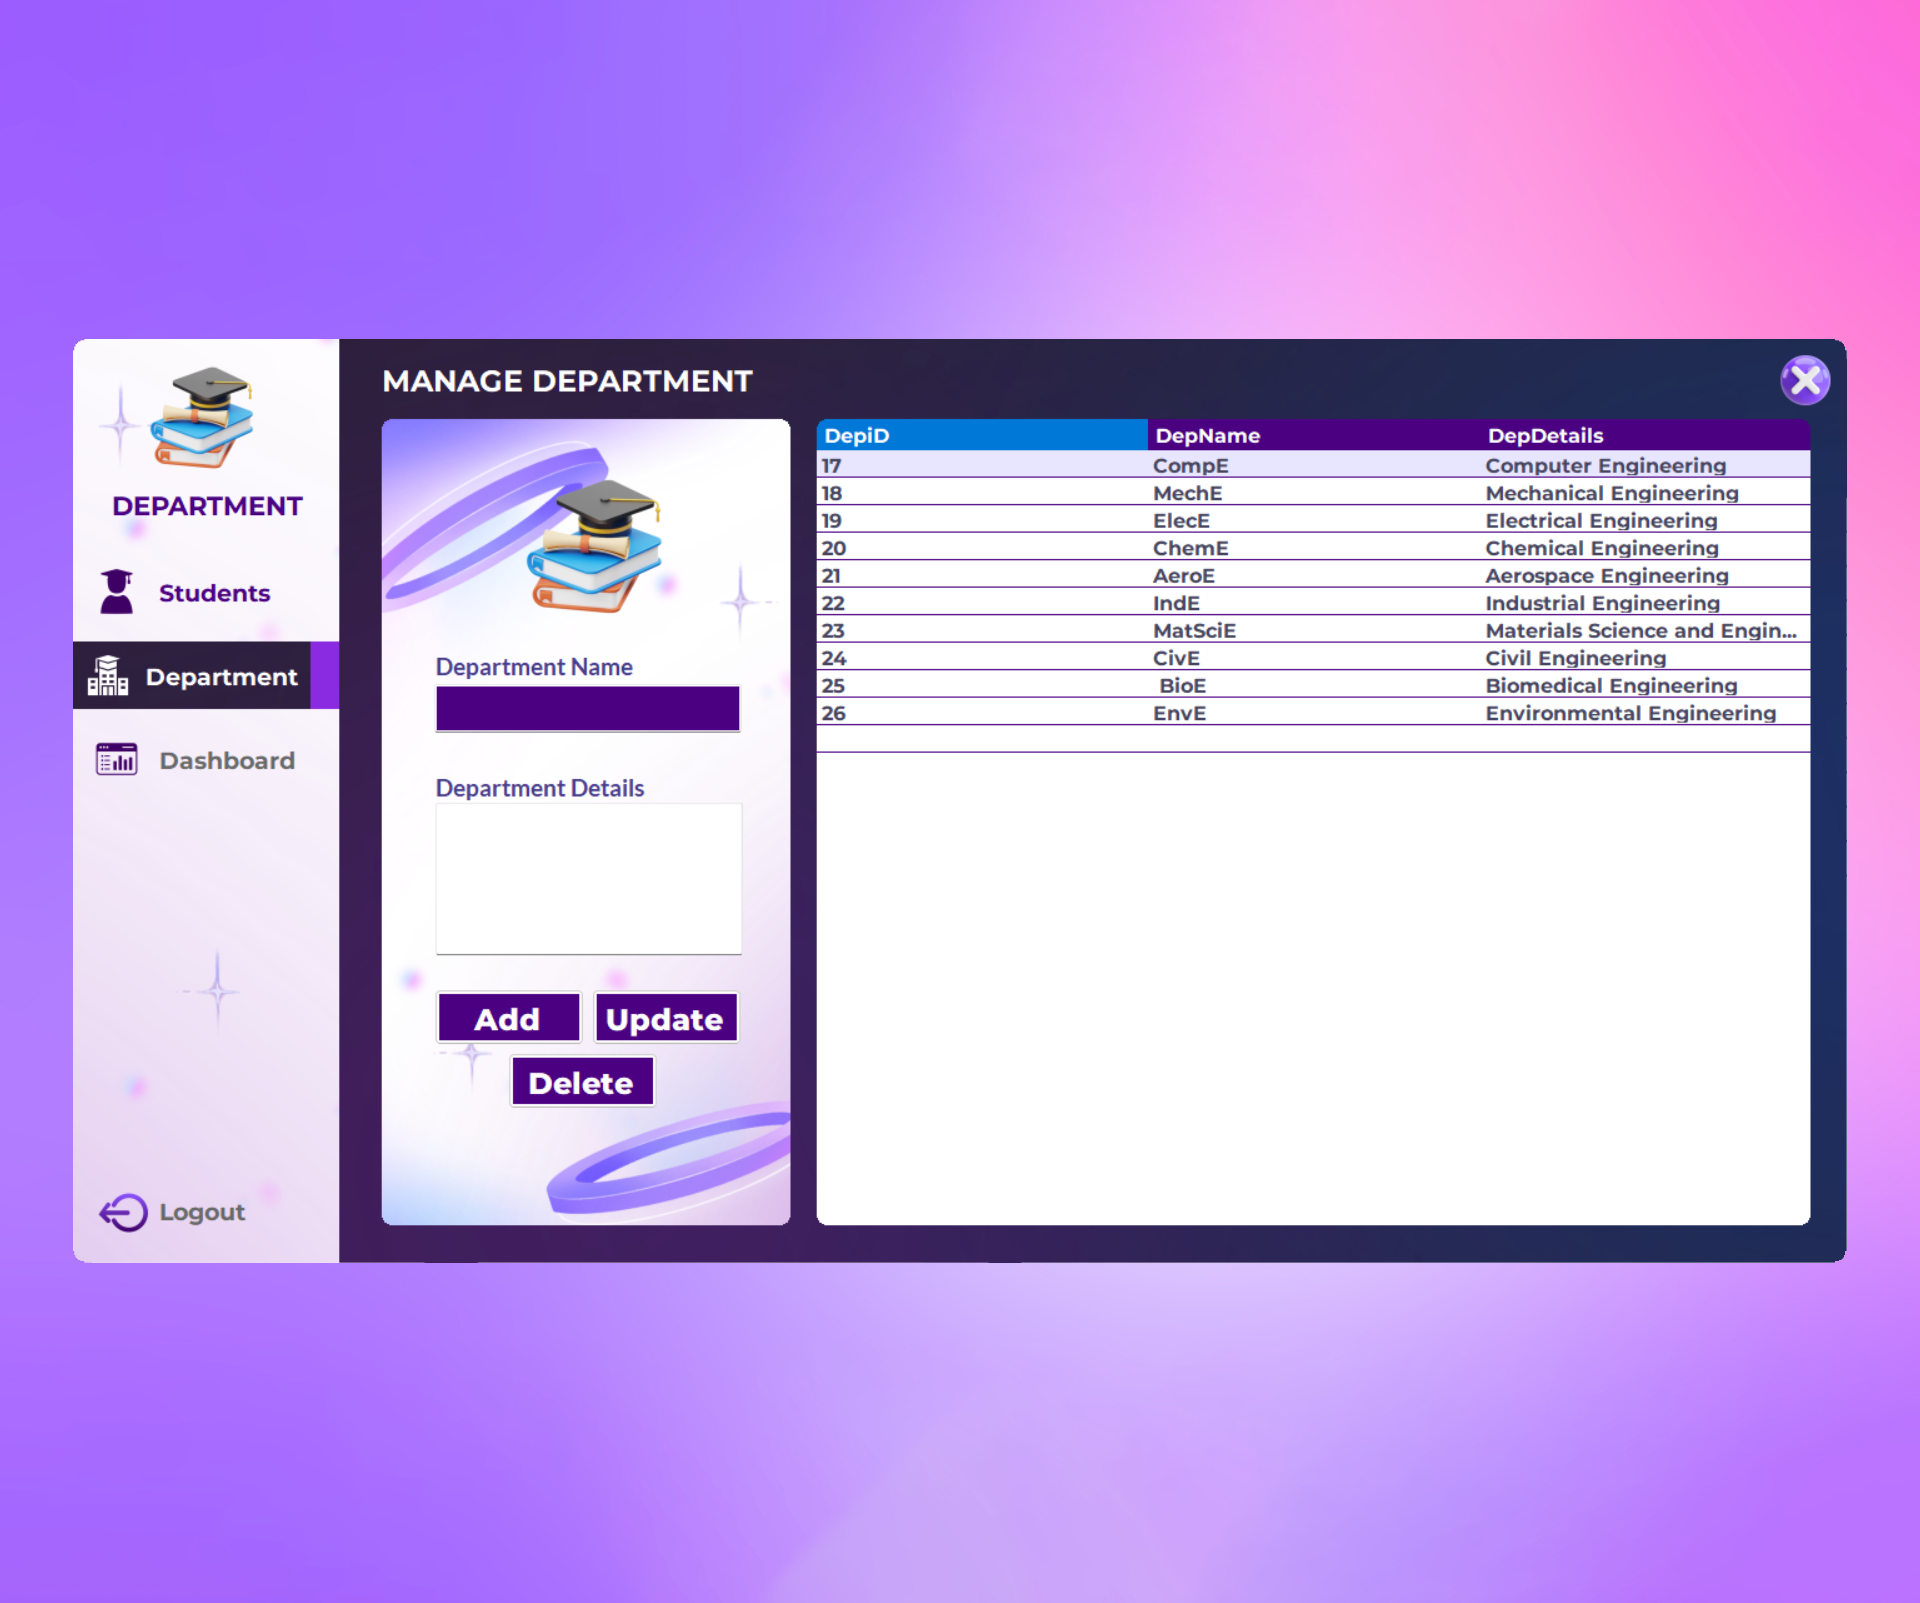 DEPARTMENT
Students
Department
Dashboard
Logout
MANAGE DEPARTMENT
Department Name
Department Details
Add Update
Delete
DepiD DepName DepDetails
17 CompE Computer Engineering
18 MechE Mechanical Engineering
19 ElecE Electrical Engineering
20 ChemE Chemical Engineering
21 AeroE Aerospace Engineering
22 IndE Industrial Engineering
23 MatSciE Materials Science and Engin...
24 CivE Civil Engineering
25 BioE Biomedical Engineering
26 EnvE Environmental Engineering